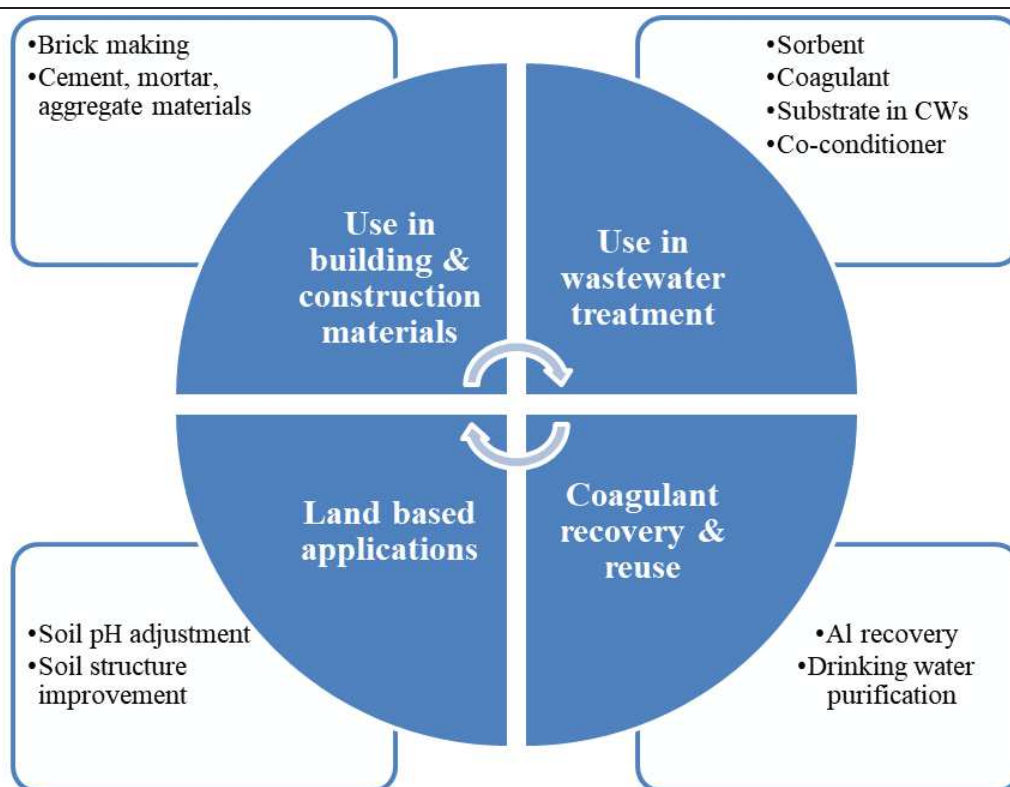 •Brick making
•Cement, mortar,
aggregate materials
•Sorbent
•Coagulant
•Substrate in CWs
•Co-conditioner
Use in
building &
construction
materials
Use in
wastewater
treatment
Land based
applications
Coagulant
recovery &
reuse
•Soil pH adjustment
•Soil structure
improvement
•Al recovery
•Drinking water
purification